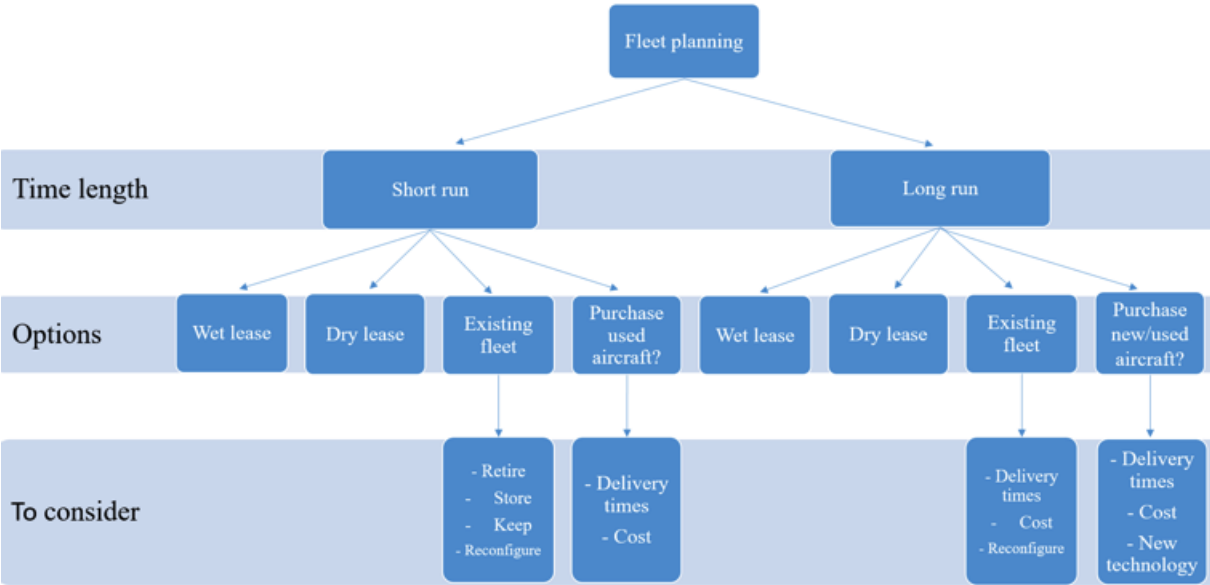 Fleet planning
Time length
Short run
Long run
Options
Wet lease
Dry lease
Existing
fleet
Purchase
used
aircraft?
Wet lease
Dry lease
Existing
fleet
Purchase
new/used
aircraft?
To consider
- Retire
- Store
- Keep
- Reconfigure
- Delivery
times
- Cost
- Delivery
times
- Cost
- Reconfigure
- Delivery
times
- Cost
- New
technology